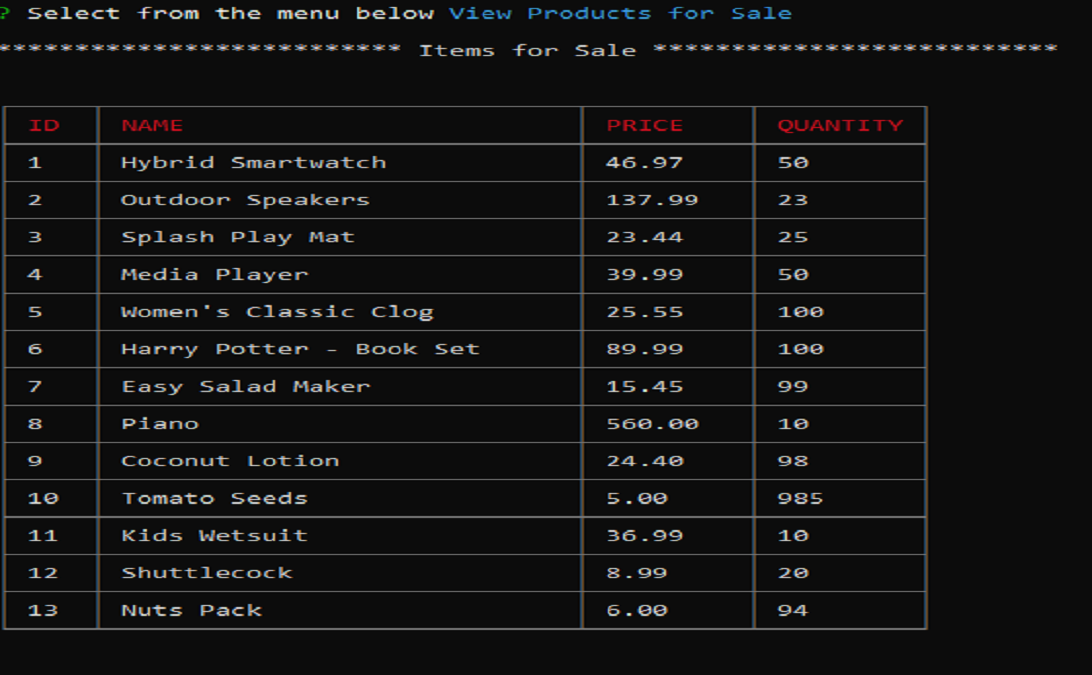 ? Select from the menu below View Products for Sale
************************** Items for Sale **************************
ID NAME PRICE QUANTITY
1 Hybrid Smartwatch 46.97 50
2 Outdoor Speakers 137.99 23
3 Splash Play Mat 23.44 25
4 Media Player 39.99 50
5 Women's Classic Clog 25.55 100
6 Harry Potter - Book Set 89.99 100
7 Easy Salad Maker 15.45 99
8 Piano 560.00 10
9 Coconut Lotion 24.40 98
10 Tomato Seeds 5.00 985
11 Kids Wetsuit 36.99 10
12 Shuttlecock 8.99 20
13 Nuts Pack 6.00 94